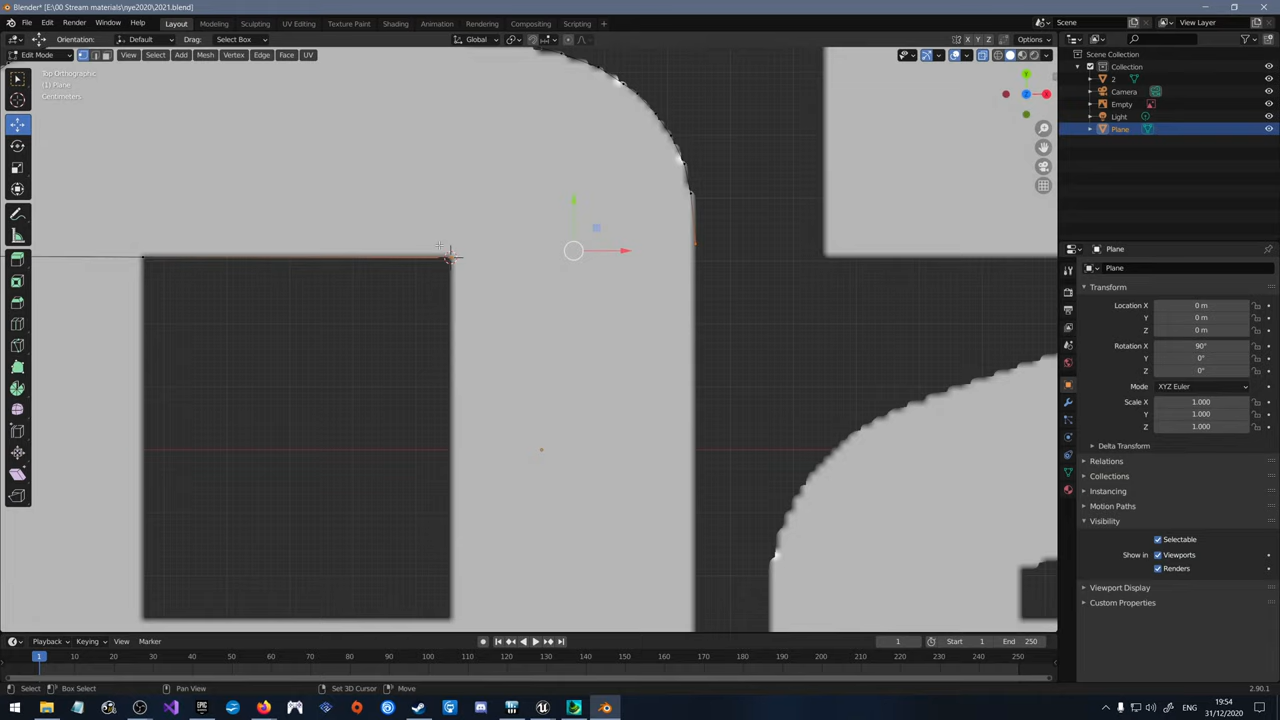 Blender* [E:\00 Stream materials\nye2020\2021.blend]
File Edit Render Window Help Layout Modeling Sculpting UV Editing Texture Paint Shading Animation Rendering Compositing Scripting + Scene View Layer
Orientation: Default Drag: Select Box Global X Y Z Options
Edit Mode View Select Add Mesh Vertex Edge Face UV
Top Orthographic
(1) Plane
Centimeters
Y
Z
X
Scene Collection
Collection
2
Camera
Empty
Light
Plane
Plane
Plane
Transform
Location X 0 m
Y 0 m
Z 0 m
Rotation X 90°
Y 0°
Z 0°
Mode XYZ Euler
Scale X 1.000
Y 1.000
Z 1.000
Delta Transform
Relations
Collections
Instancing
Motion Paths
Visibility
Selectable
Show in Viewports
Renders
Viewport Display
Custom Properties
Playback Keying View Marker 1 Start 1 End 250
1 10 20 30 40 50 60 70 80 90 100 110 120 130 140 150 160 170 180 190 200 210 220 230 240 250
Select Box Select Pan View Set 3D Cursor Move 2.90.1
ENG 19:54
31/12/2020